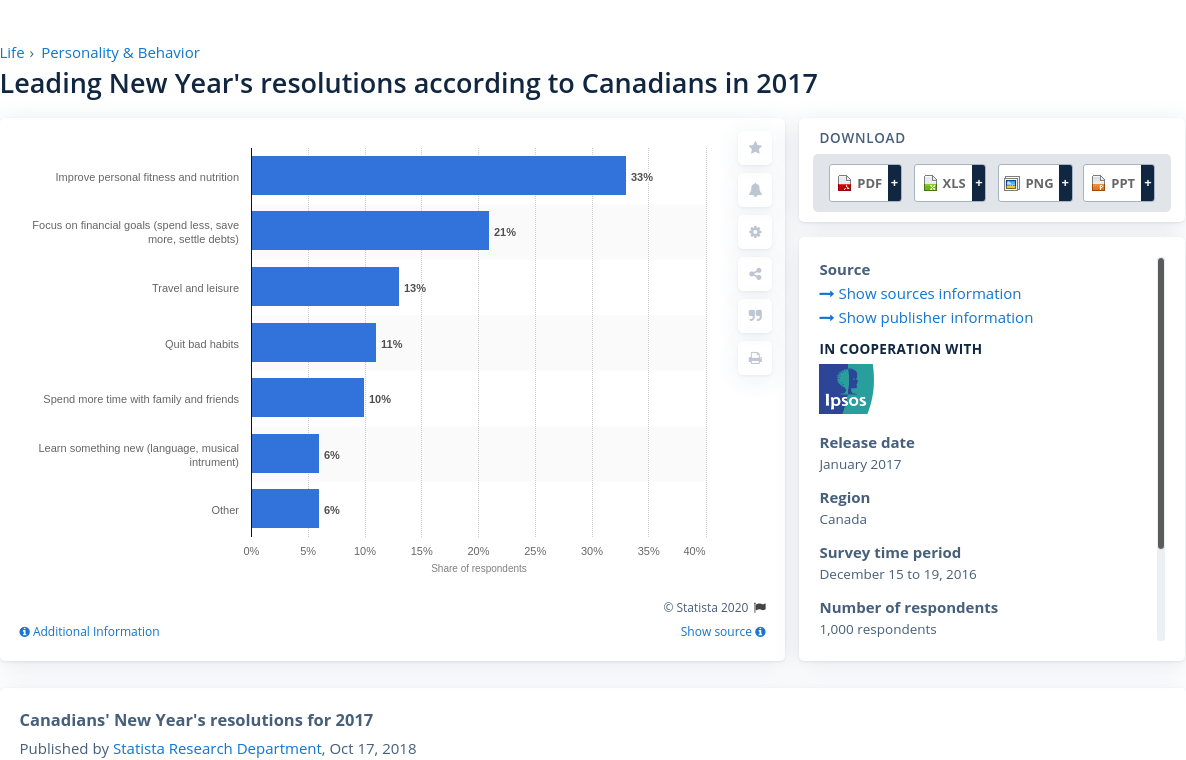 Life › Personality & Behavior
Leading New Year's resolutions according to Canadians in 2017
Improve personal fitness and nutrition
33%
Focus on financial goals (spend less, save
more, settle debts)
21%
Travel and leisure
13%
Quit bad habits
11%
Spend more time with family and friends
10%
Learn something new (language, musical
intrument)
6%
Other
6%
0% 5% 10% 15% 20% 25% 30% 35% 40%
Share of respondents
© Statista 2020
Additional Information
Show source
DOWNLOAD
PDF + XLS + PNG + PPT +
Source
Show sources information
Show publisher information
IN COOPERATION WITH
Ipsos
Release date
January 2017
Region
Canada
Survey time period
December 15 to 19, 2016
Number of respondents
1,000 respondents
Canadians' New Year's resolutions for 2017
Published by Statista Research Department, Oct 17, 2018